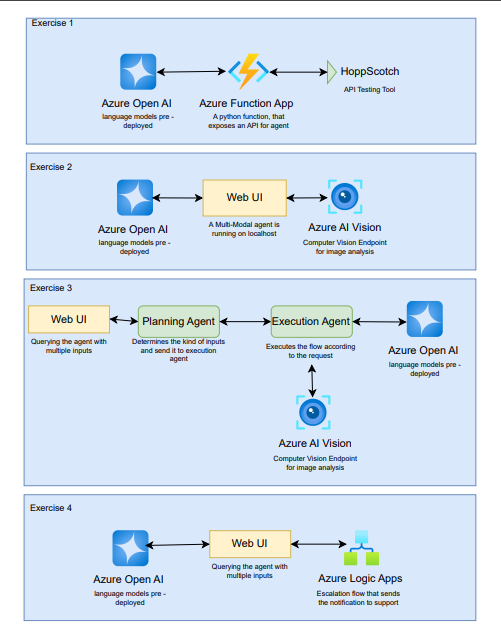 Exercise 1
Azure Open AI
language models pre -
deployed
Azure Function App
A python function, that
exposes an API for agent
HoppScotch
API Testing Tool
Exercise 2
Azure Open AI
language models pre -
deployed
Web UI
A Multi-Modal agent is
running on localhost
Azure AI Vision
Computer Vision Endpoint
for image analysis
Exercise 3
Web UI
Querying the agent with
multiple inputs
Planning Agent
Determines the kind of inputs
and send it to execution
agent
Execution Agent
Executes the flow according
to the request
Azure Open AI
language models pre -
deployed
Azure AI Vision
Computer Vision Endpoint
for image analysis
Exercise 4
Azure Open AI
language models pre -
deployed
Web UI
Querying the agent with
multiple inputs
Azure Logic Apps
Escalation flow that sends
the notification to support